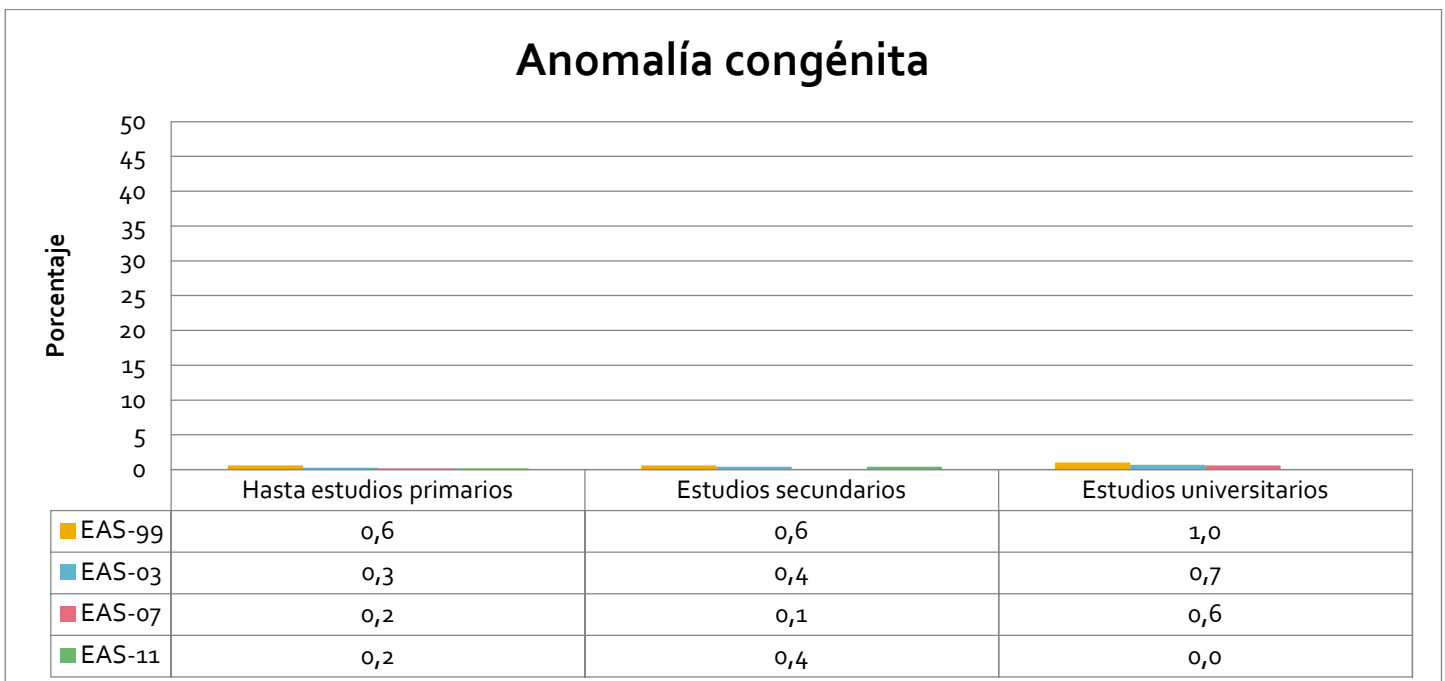 Anomalía congénita
Porcentaje
50
45
40
35
30
25
20
15
10
5
0
Hasta estudios primarios Estudios secundarios Estudios universitarios
EAS-99 0,6 0,6 1,0
EAS-03 0,3 0,4 0,7
EAS-07 0,2 0,1 0,6
EAS-11 0,2 0,4 0,0